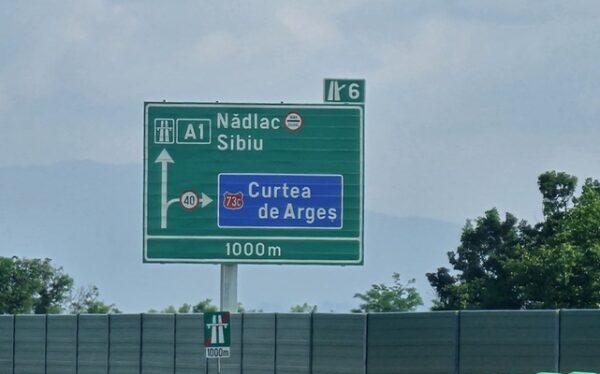 6
A1 Nădlac
Sibiu
40 73C Curtea
de Argeș
1000m
1000m